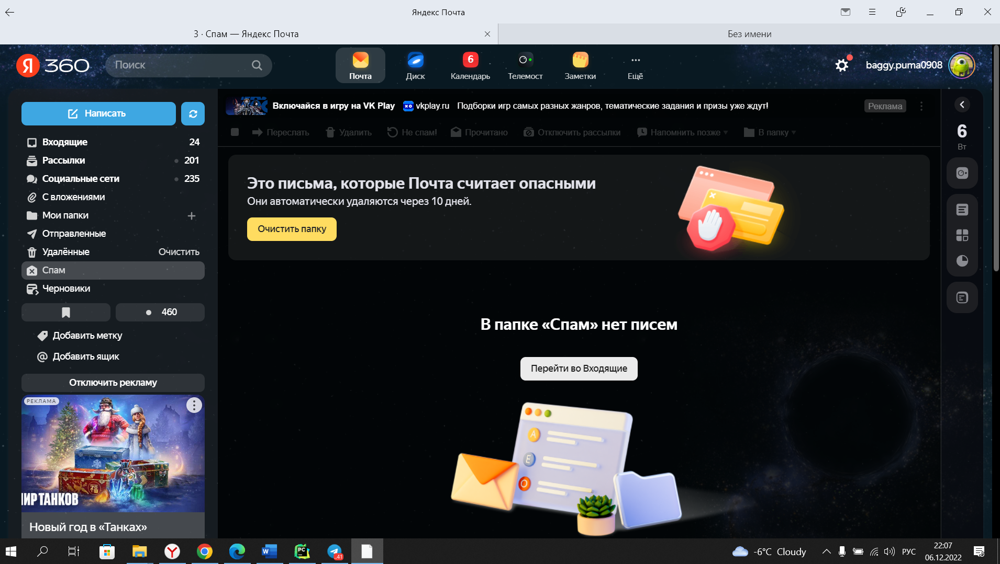 Яндекс Почта
3 · Спам — Яндекс Почта
Без имени
Я 360
Поиск
Почта
Диск
6
Календарь
Телемост
Заметки
Ещё
baggy.puma0908
Написать
Входящие 24
Рассылки 201
Социальные сети 235
С вложениями
Мои папки
Отправленные
Удалённые Очистить
Спам
Черновики
460
Добавить метку
Добавить ящик
Отключить рекламу
РЕКЛАМА
ИИР ТАНКОВ
Новый год в «Танках»
Включайся в игру на VK Play vkplay.ru Подборки игр самых разных жанров, тематические задания и призы уже ждут! Реклама
Переслать Удалить Не спам! Прочитано Отключить рассылки Напомнить позже В папку
Это письма, которые Почта считает опасными
Они автоматически удаляются через 10 дней.
Очистить папку
В папке «Спам» нет писем
Перейти во Входящие
A
E
O
6
Вт
-6°C Cloudy
РУС
22:07
06.12.2022
41